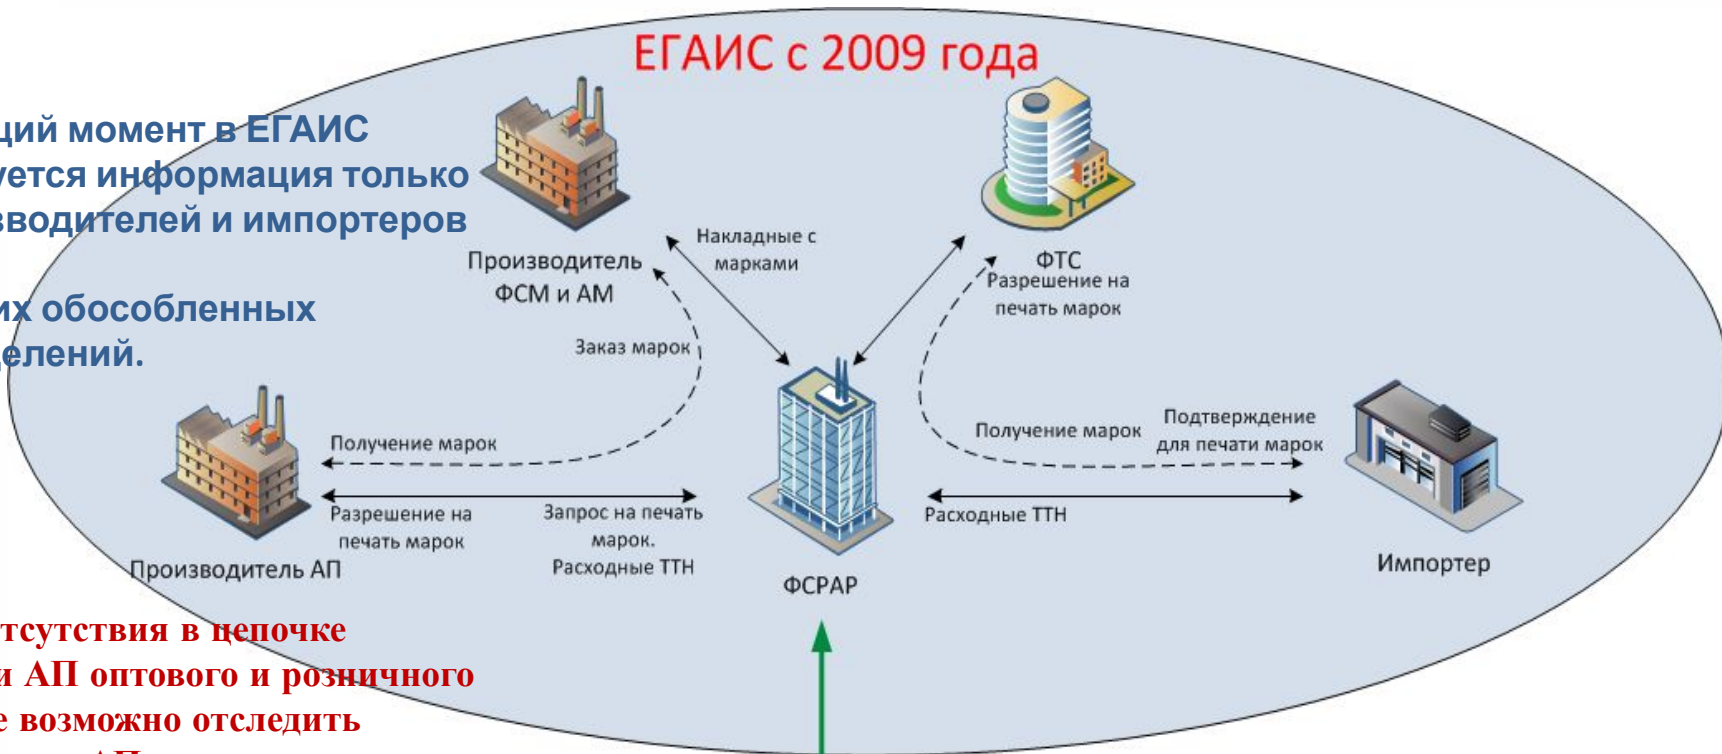 ЕГАИС с 2009 года
ций момент в ЕГАИС
уется информация только
зводителей и импортеров
их обособленных
делений.
Производитель
ФСМ и АМ
Накладные с
марками
ФТС
Разрешение на
печать марок
Заказ марок
Получение марок
Получение марок
Подтверждение
для печати марок
Разрешение на
печать марок
Запрос на печать
марок.
Расходные ТТН
Расходные ТТН
Производитель АП
ФСРАР
Импортер
тсутствия в цепочке
и АП оптового и розничного
е возможно отследить